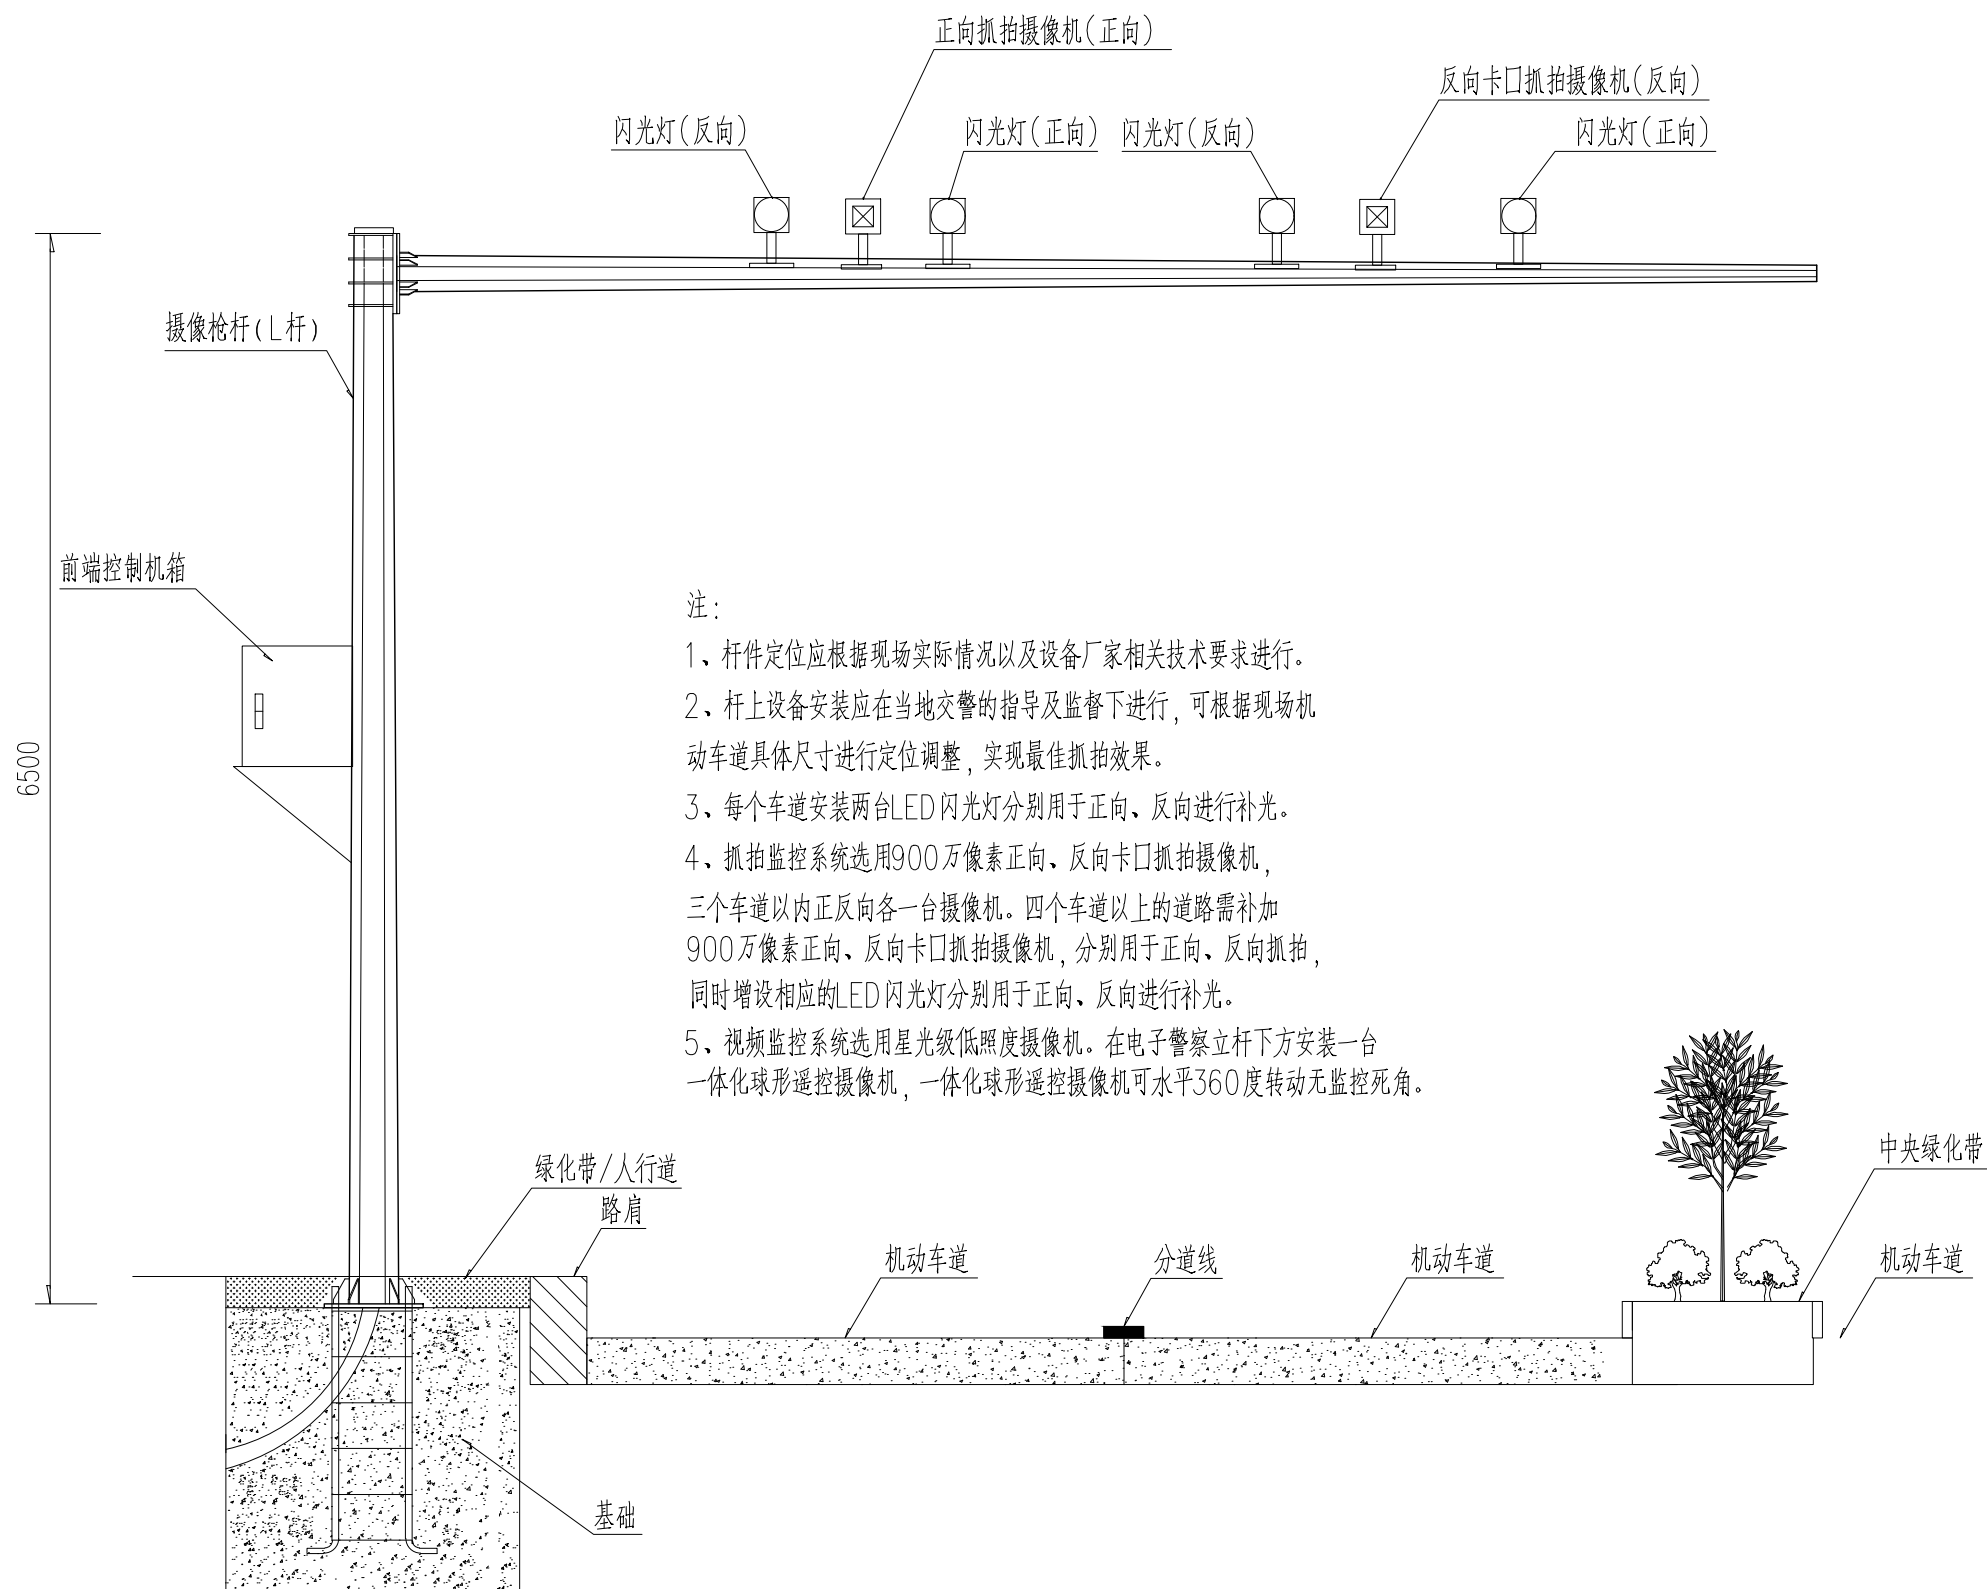 正向抓拍摄像机(正向)
反向卡口抓拍摄像机(反向)
闪光灯(反向)
闪光灯(正向)
闪光灯(反向)
闪光灯(正向)
摄像枪杆(L杆)
前端控制机箱
6500
注:
1、杆件定位应根据现场实际情况以及设备厂家相关技术要求进行。
2、杆上设备安装应在当地交警的指导及监督下进行,可根据现场机
动车道具体尺寸进行定位调整,实现最佳抓拍效果。
3、每个车道安装两台LED闪光灯分别用于正向、反向进行补光。
4、抓拍监控系统选用900万像素正向、反向卡口抓拍摄像机,
三个车道以内正反向各一台摄像机。四个车道以上的道路需补加
900万像素正向、反向卡口抓拍摄像机,分别用于正向、反向抓拍,
同时增设相应的LED闪光灯分别用于正向、反向进行补光。
5、视频监控系统选用星光级低照度摄像机。在电子警察立杆下方安装一台
一体化球形遥控摄像机,一体化球形遥控摄像机可水平360度转动无监控死角。
中央绿化带
绿化带/人行道
路肩
机动车道
分道线
机动车道
机动车道
基础